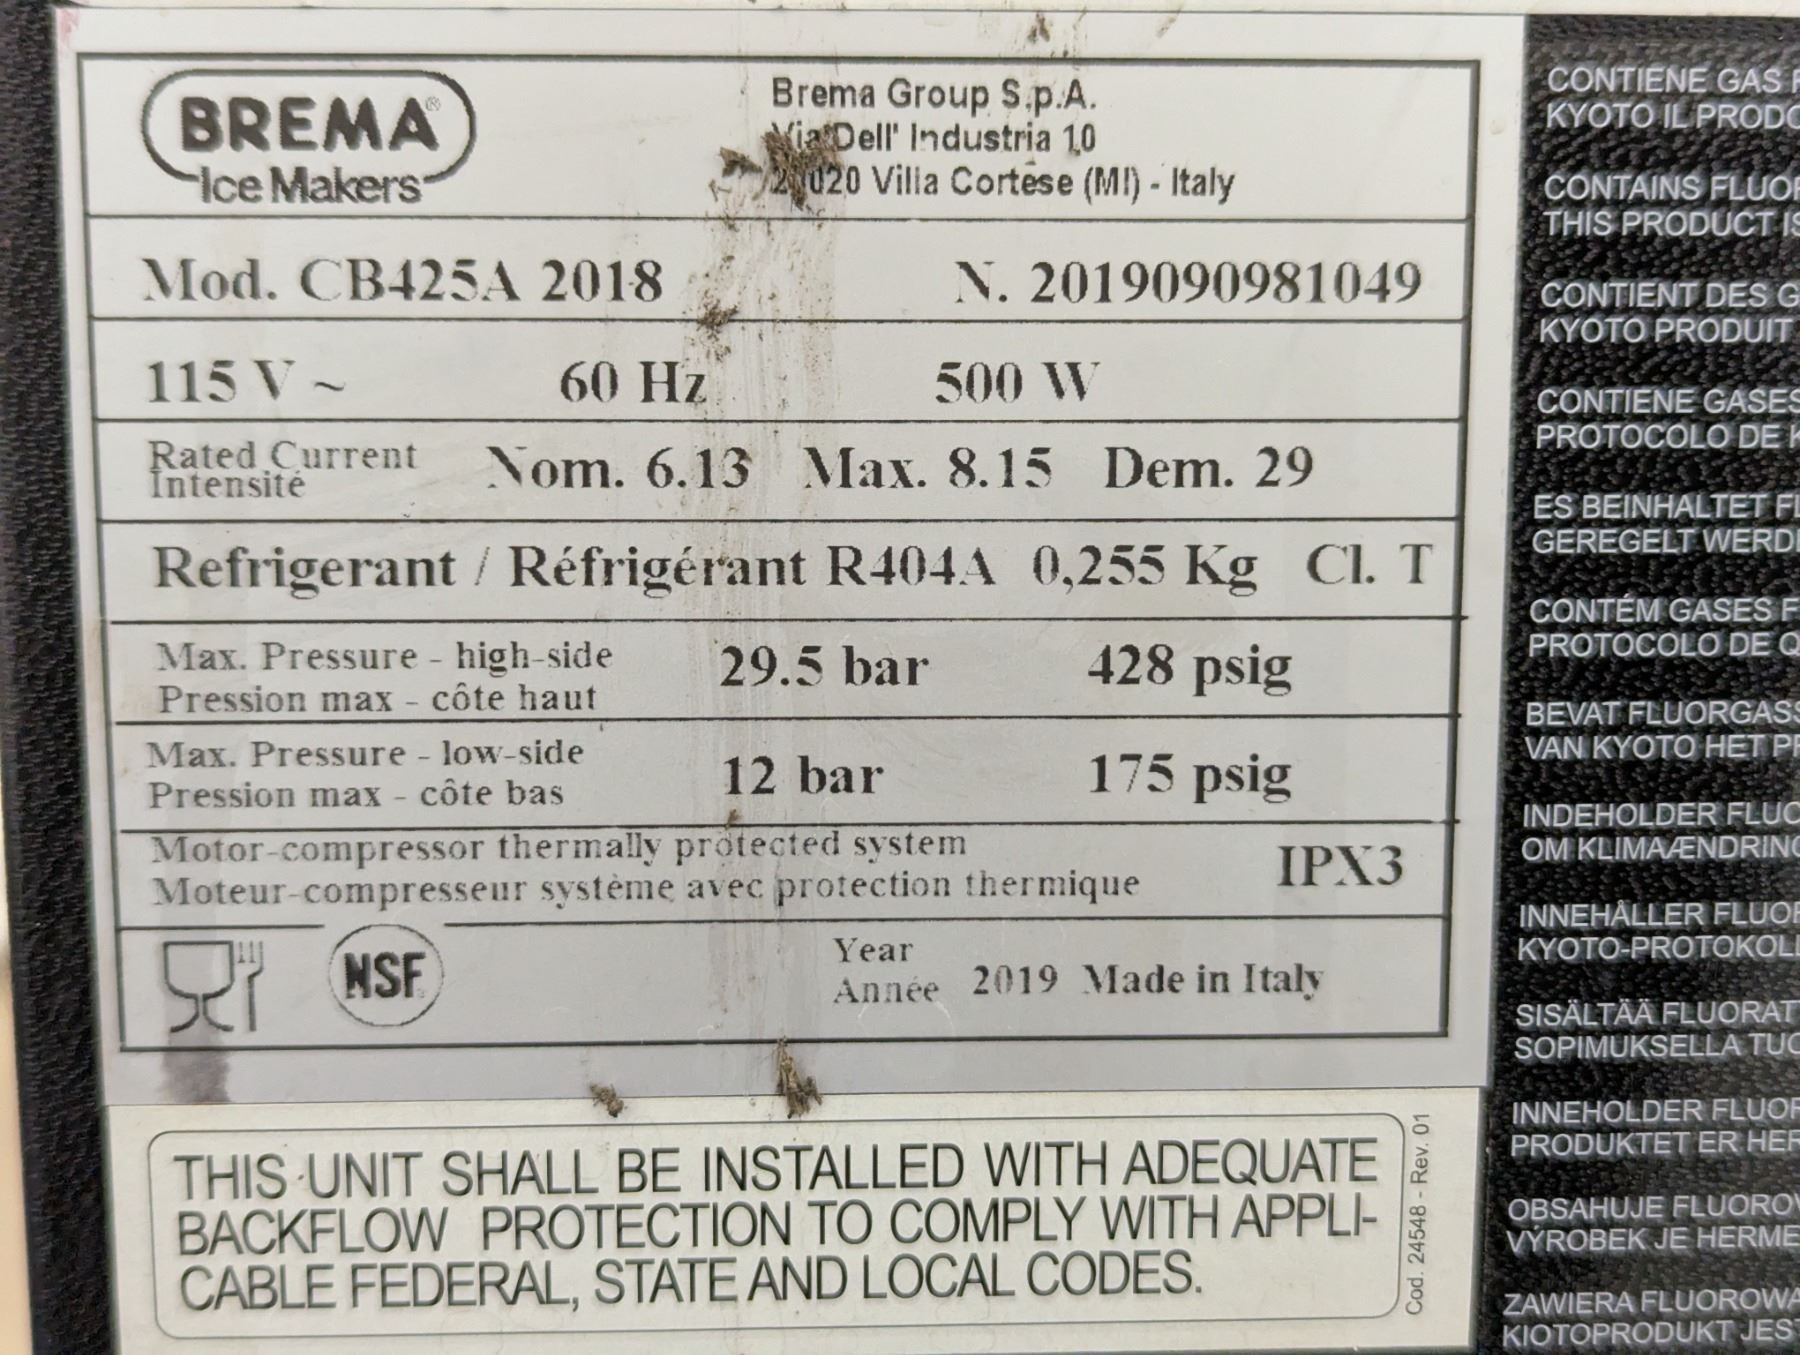 BREMA®
Ice Makers
Brema Group S.p.A.
Via Dell' Industria 10
020 Villa Cortese (MI) - Italy
Mod. CB425A 2018 N. 2019090981049
115 V ~ 60 Hz 500 W
Rated Current Nom. 6.13 Max. 8.15 Dem. 29
Intensité
Refrigerant / Réfrigérant R404A 0,255 Kg Cl. T
Max. Pressure - high-side 29.5 bar 428 psig
Pression max - côte haut
Max. Pressure - low-side 12 bar 175 psig
Pression max - côte bas
Motor-compressor thermally protected system IPX3
Moteur-compresseur système avec protection thermique
NSF
Year
Année 2019 Made in Italy
THIS UNIT SHALL BE INSTALLED WITH ADEQUATE
BACKFLOW PROTECTION TO COMPLY WITH APPLI-
CABLE FEDERAL, STATE AND LOCAL CODES.
Cod. 24548 - Rev. 01
CONTIENE GAS
KYOTO IL
CONTAINS
THIS PRODUCT
CONTIENT DES
KYOTO PRODUIT
CONTIENE GASES
PROTOCOLO DE
ES BEINHALTET
GEREGELT
CONTÉM GASES
PROTOCOLO DE
BEVAT
VAN KYOTO HET
INDEHOLDER
OM
INNEHÅLLER
SISÄLTÄÄ
SOPIMUKSELLA
INNEHOLDER
PRODUKTET ER
OBSAHUJE
VÝROBEK JE
ZAWIERA
KIOTOPRODUKT